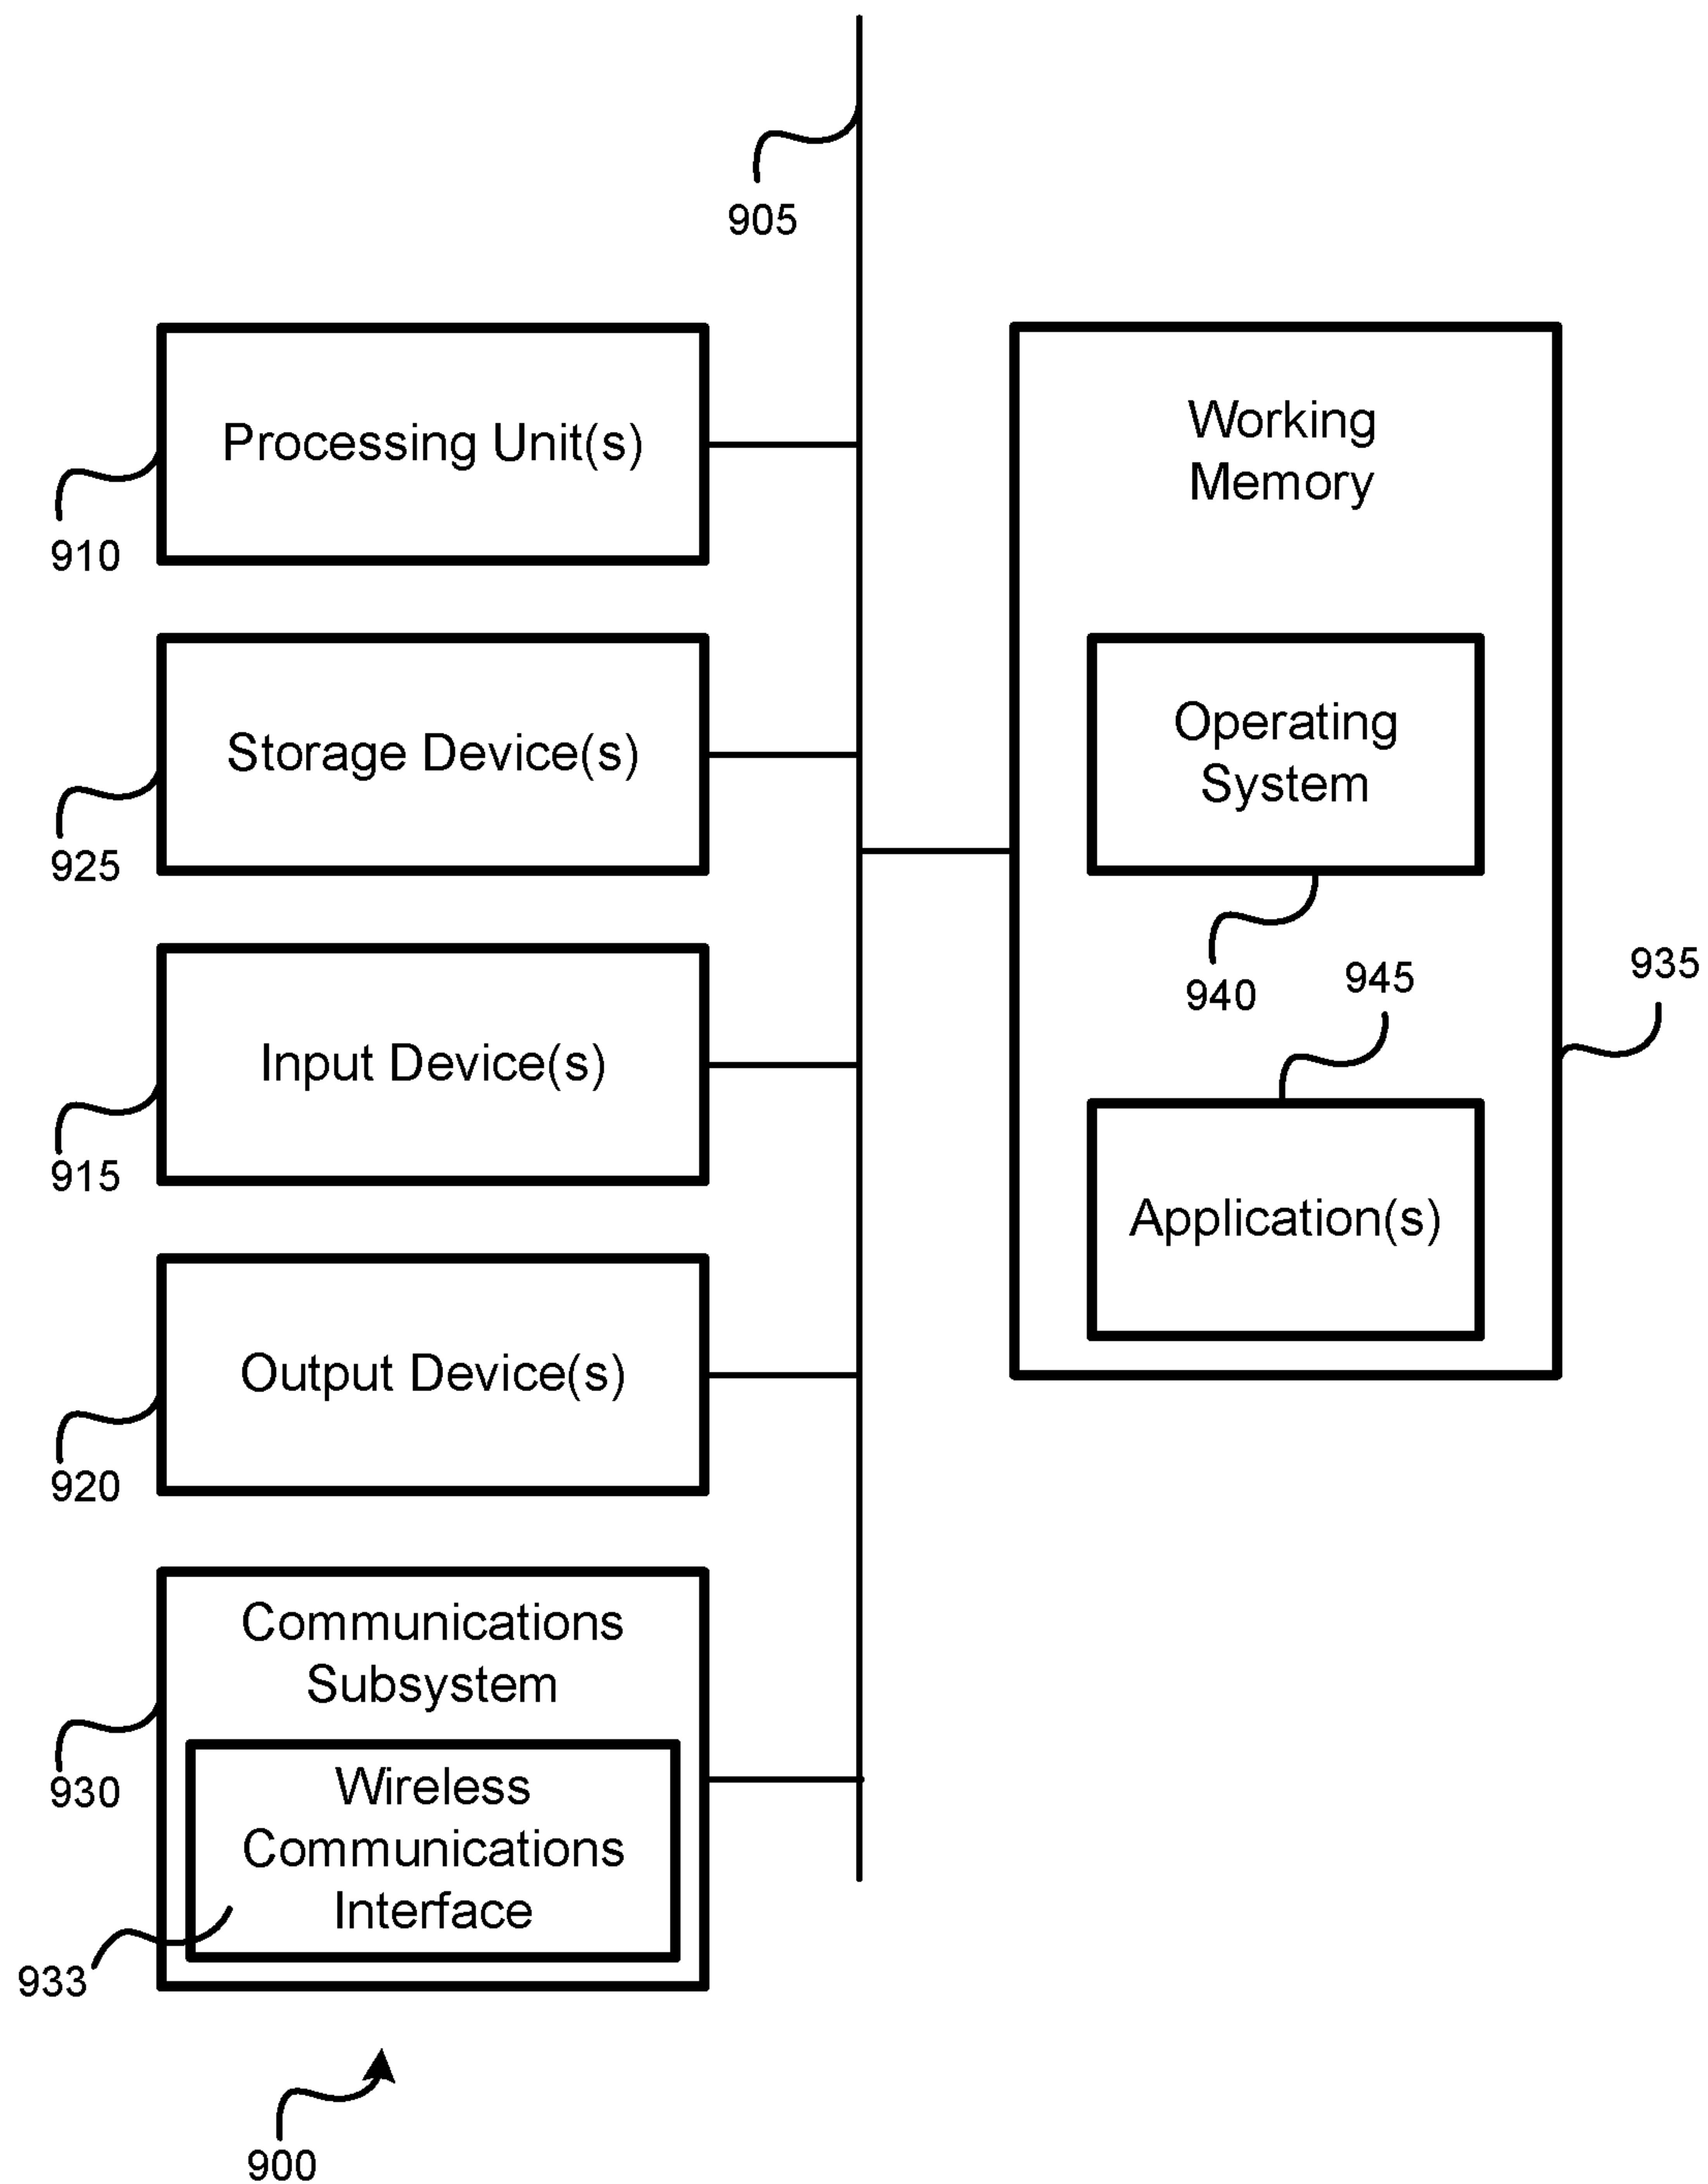 905
Processing Unit(s)
910
Storage Device(s)
925
Input Device(s)
915
Output Device(s)
920
Communications
Subsystem
930
Wireless
Communications
Interface
933
Working
Memory
Operating
System
940
945
935
Application(s)
900